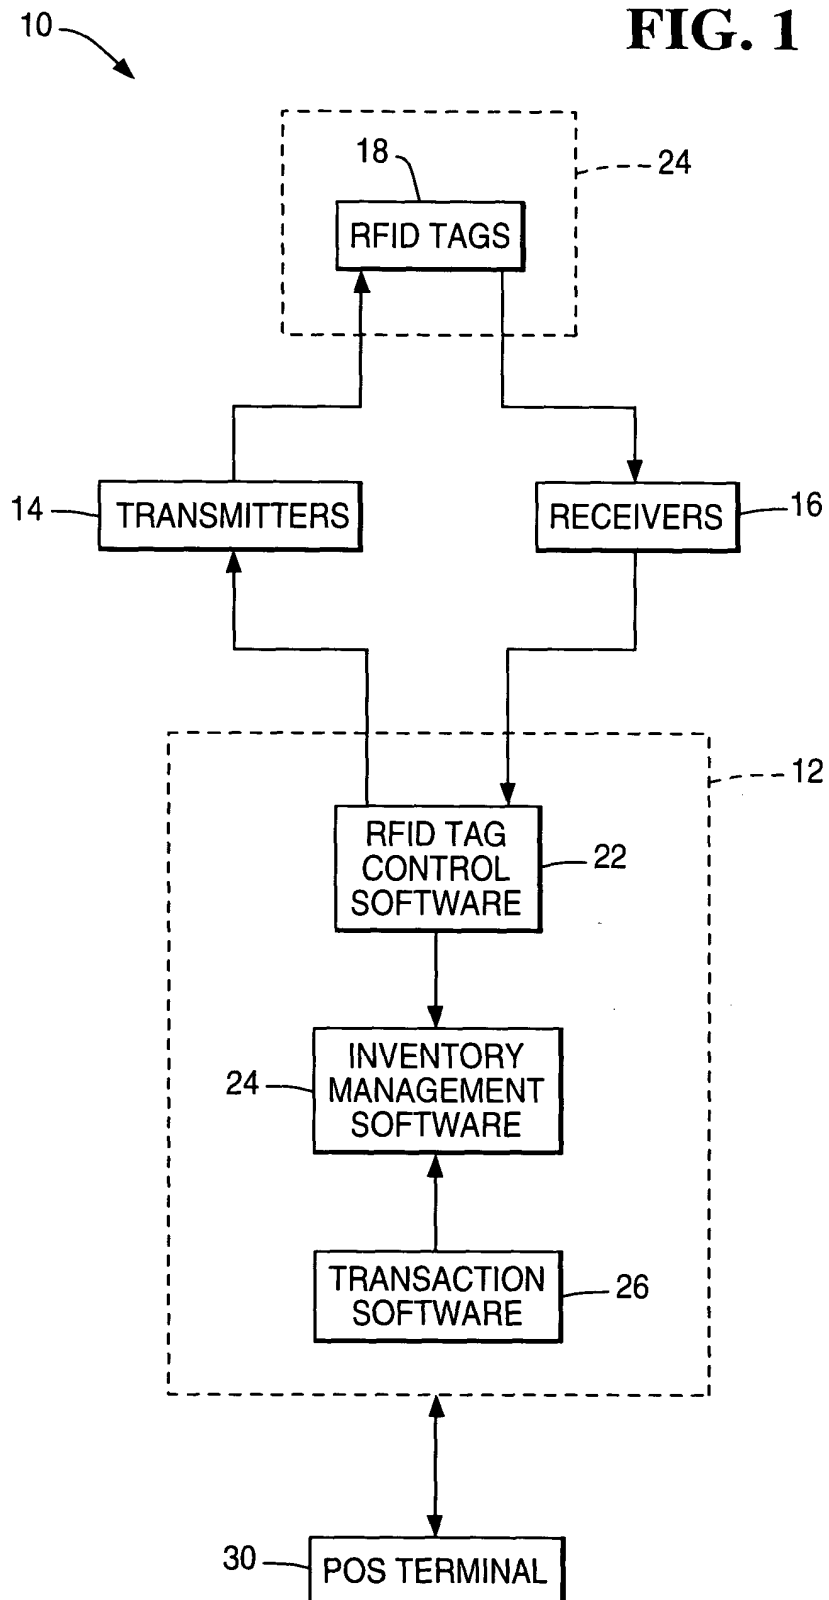 10
FIG. 1
18
24
RFID TAGS
14
TRANSMITTERS
RECEIVERS
16
12
RFID TAG
CONTROL
SOFTWARE
22
24
INVENTORY
MANAGEMENT
SOFTWARE
TRANSACTION
SOFTWARE
26
30
POS TERMINAL